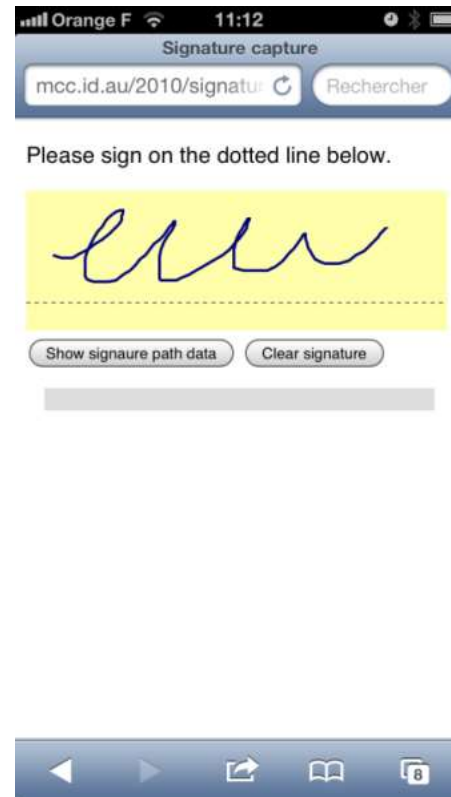 Orange F 11:12
Signature capture
mcc.id.au/2010/signatu Rechercher
Please sign on the dotted line below.
Show signaure path data Clear signature
8